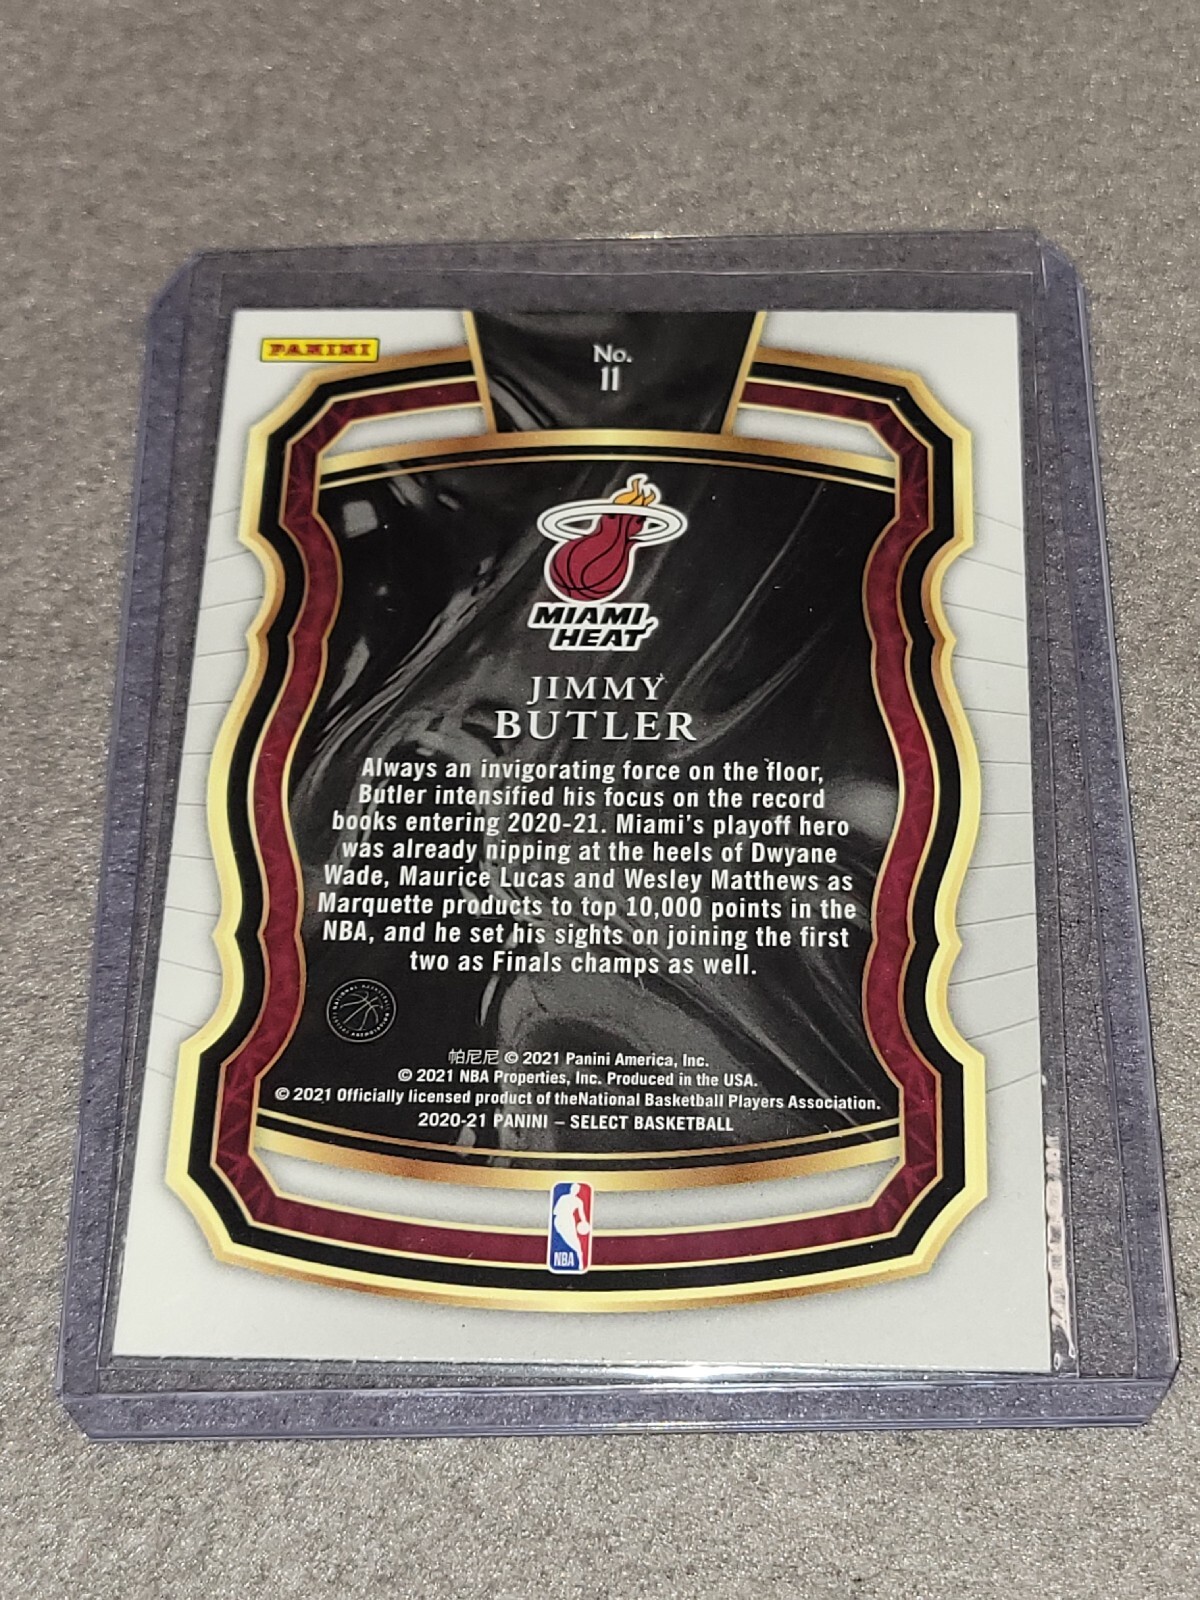 PANINI
No.
11
MIAMI
HEAT
JIMMY
BUTLER
Always an invigorating force on the floor,
Butler intensified his focus on the record
books entering 2020-21. Miami's playoff hero
was already nipping at the heels of Dwyane
Wade, Maurice Lucas and Wesley Matthews as
Marquette products to top 10,000 points in the
NBA, and he set his sights on joining the first
two as Finals champs as well.
帕尼尼 © 2021 Panini America, Inc.
© 2021 NBA Properties, Inc. Produced in the USA.
© 2021 Officially licensed product of theNational Basketball Players Association.
2020-21 PANINI – SELECT BASKETBALL
NBA